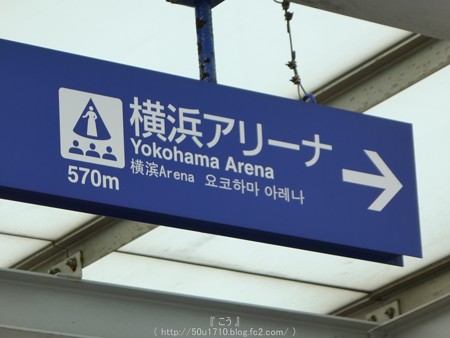 横浜アリーナ
Yokohama Arena
横滨Arena 요코하마 아레나
570m
『 こう 』
( http://50u1710.blog.fc2.com/ )